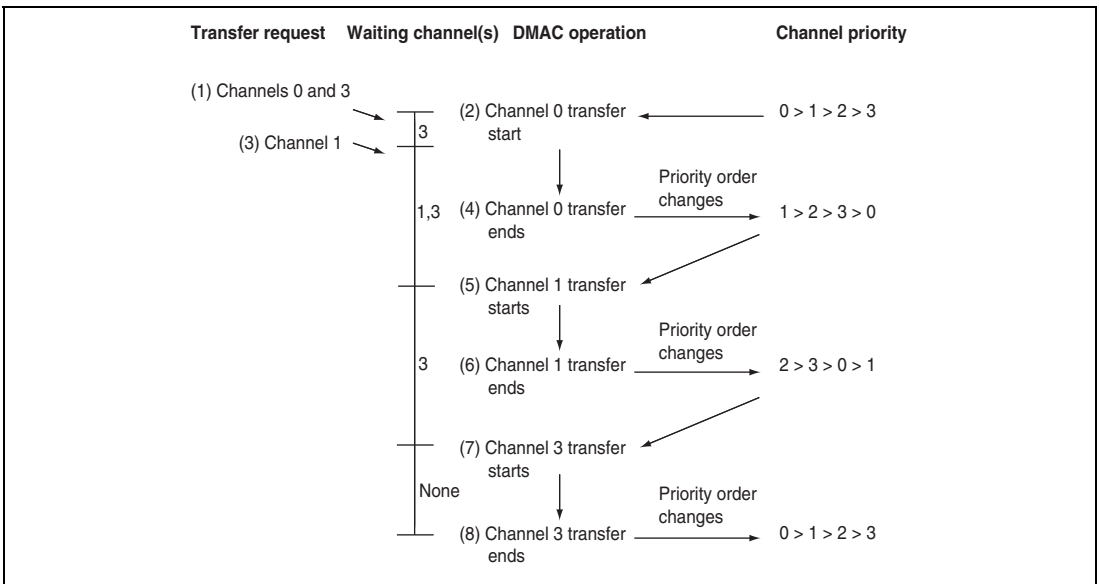 Transfer request Waiting channel(s) DMAC operation Channel priority
(1) Channels 0 and 3
(2) Channel 0 transfer
start
0 > 1 > 2 > 3
3
(3) Channel 1
Priority order
changes
1,3
(4) Channel 0 transfer
ends
1 > 2 > 3 > 0
(5) Channel 1 transfer
starts
Priority order
changes
3
(6) Channel 1 transfer
ends
2 > 3 > 0 > 1
(7) Channel 3 transfer
starts
None
Priority order
changes
(8) Channel 3 transfer
ends
0 > 1 > 2 > 3